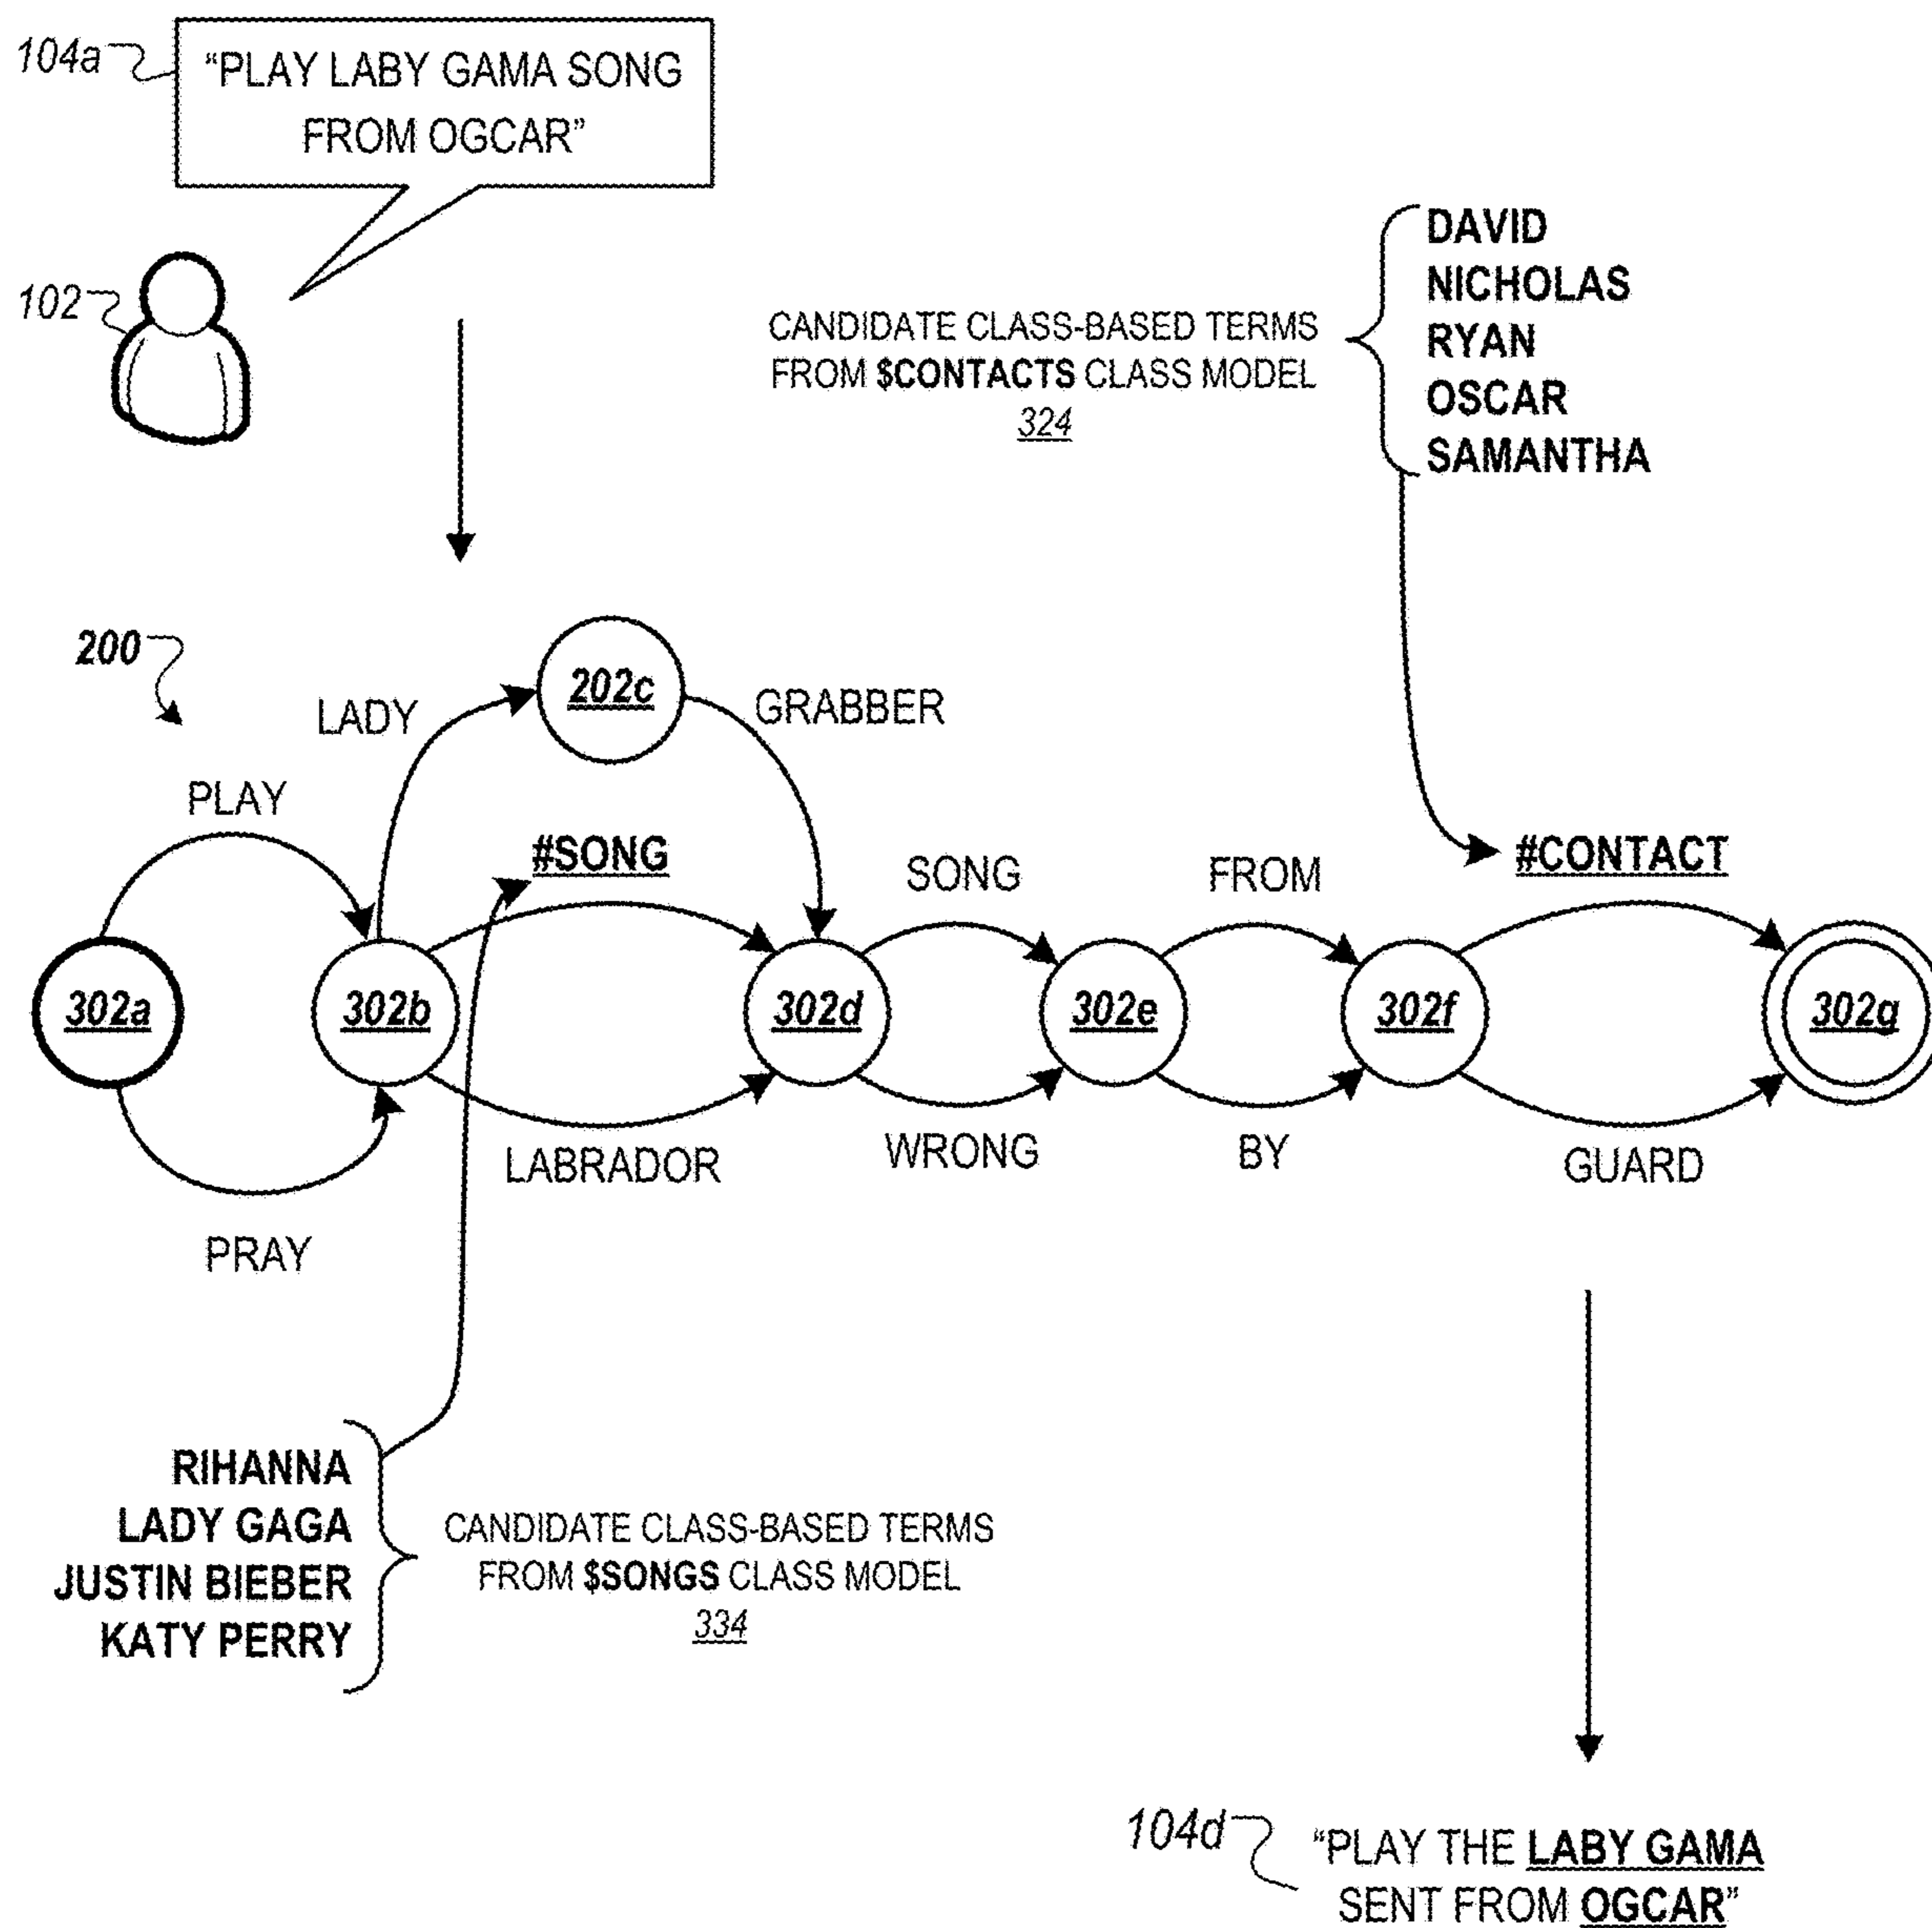 104a
“PLAY LABY GAMA SONG
FROM OGCAR”
102
CANDIDATE CLASS-BASED TERMS
FROM $CONTACTS CLASS MODEL
324
DAVID
NICHOLAS
RYAN
OSCAR
SAMANTHA
200
LADY
202c
GRABBER
PLAY
#SONG
SONG
FROM
#CONTACT
302a
302b
302d
302e
302f
302g
PRAY
LABRADOR
WRONG
BY
GUARD
RIHANNA
LADY GAGA
JUSTIN BIEBER
KATY PERRY
CANDIDATE CLASS-BASED TERMS
FROM $SONGS CLASS MODEL
334
104d
“PLAY THE LABY GAMA
SENT FROM OGCAR”